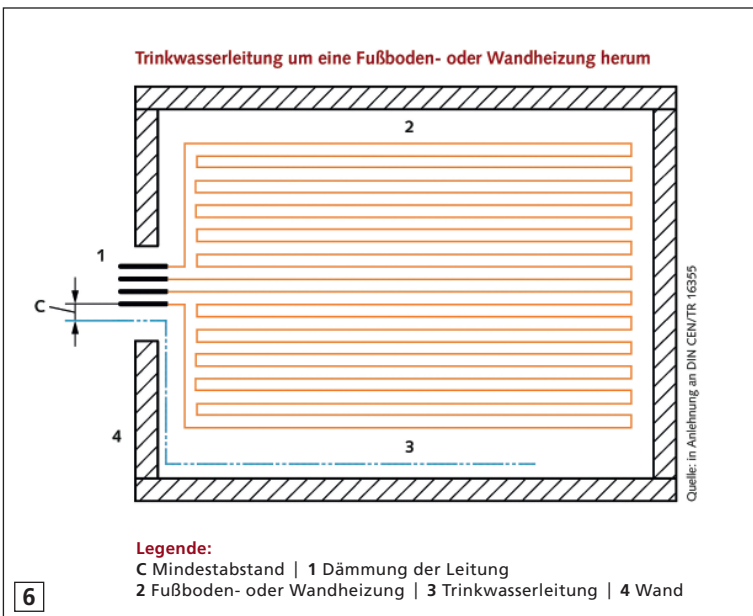 Trinkwasserleitung um eine Fußboden- oder Wandheizung herum
2
1
C
4
3
Quelle: in Anlehnung an DIN CEN/TR 16355
Legende:
C Mindestabstand | 1 Dämmung der Leitung
2 Fußboden- oder Wandheizung | 3 Trinkwasserleitung | 4 Wand
6